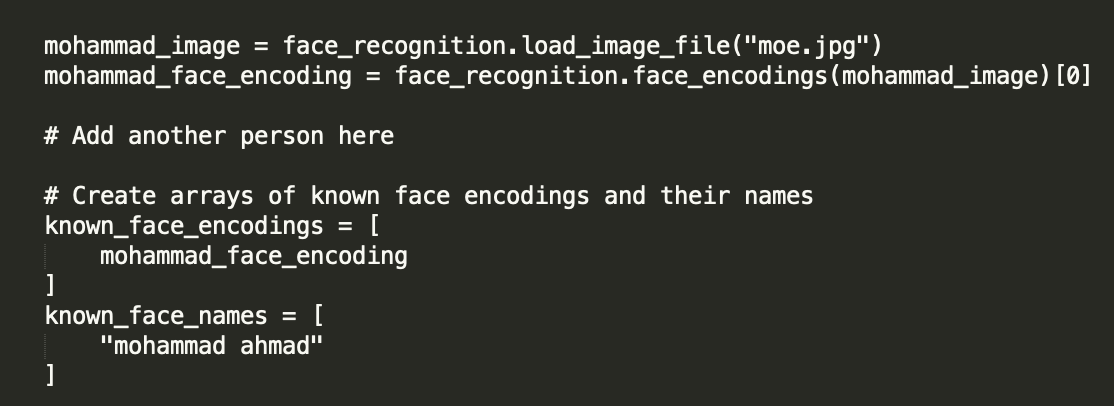 mohammad_image = face_recognition.load_image_file("moe.jpg")
mohammad_face_encoding = face_recognition.face_encodings(mohammad_image)[0]
# Add another person here
# Create arrays of known face encodings and their names
known_face_encodings = [
    mohammad_face_encoding
]
known_face_names = [
    "mohammad ahmad"
]